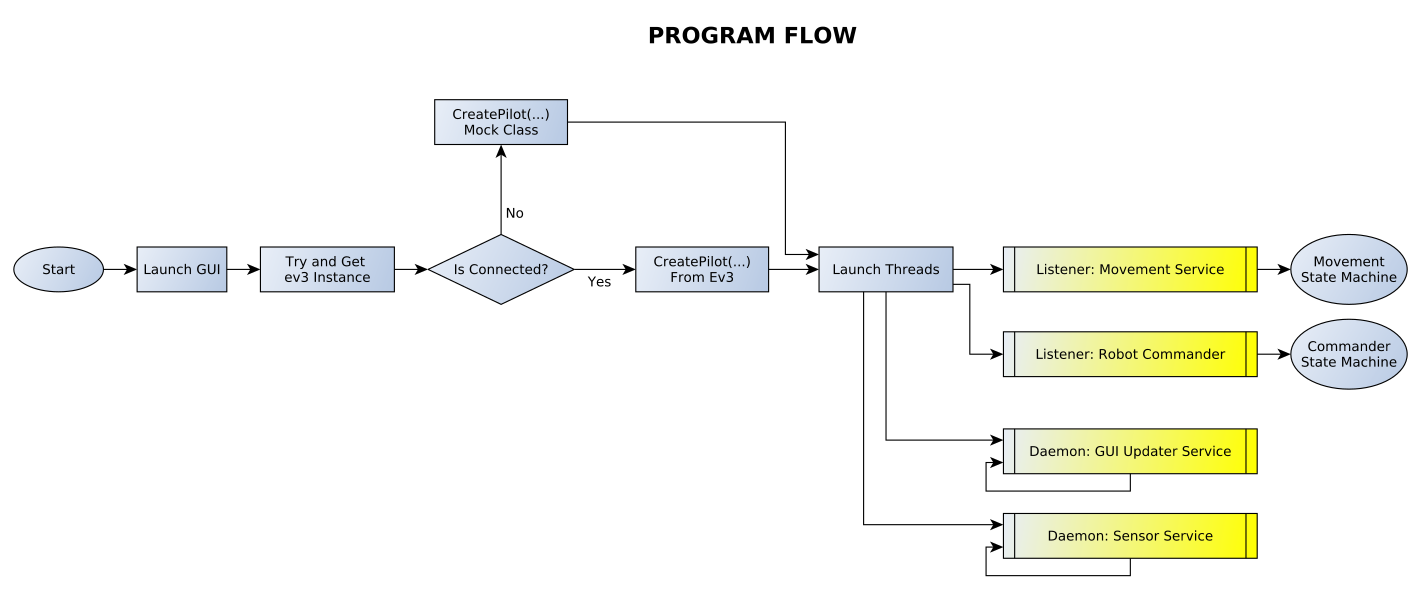 PROGRAM FLOW
CreatePilot(...)
Mock Class
No
Start
Launch GUI
Try and Get
ev3 Instance
Is Connected?
Yes
CreatePilot(...)
From Ev3
Launch Threads
Listener: Movement Service
Movement
State Machine
Listener: Robot Commander
Commander
State Machine
Daemon: GUI Updater Service
Daemon: Sensor Service